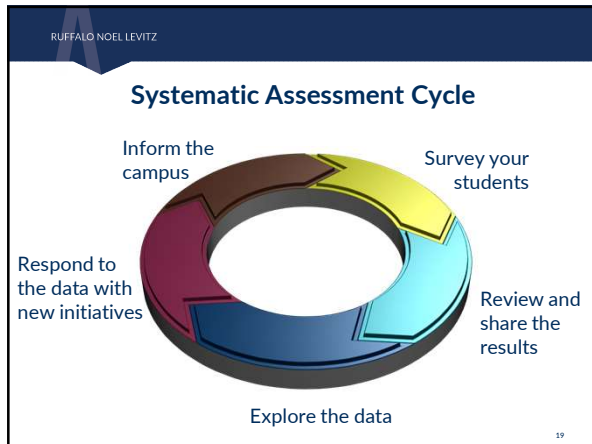 RUFFALO NOEL LEVITZ
Systematic Assessment Cycle
Inform the
campus
Survey your
students
Respond to
the data with
new initiatives
Review and
share the
results
Explore the data
19